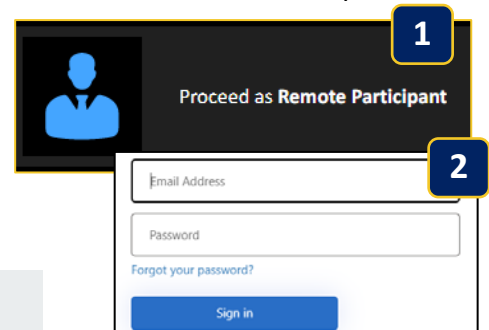 1
Proceed as Remote Participant
2
Email Address
Password
Forgot your password?
Sign in